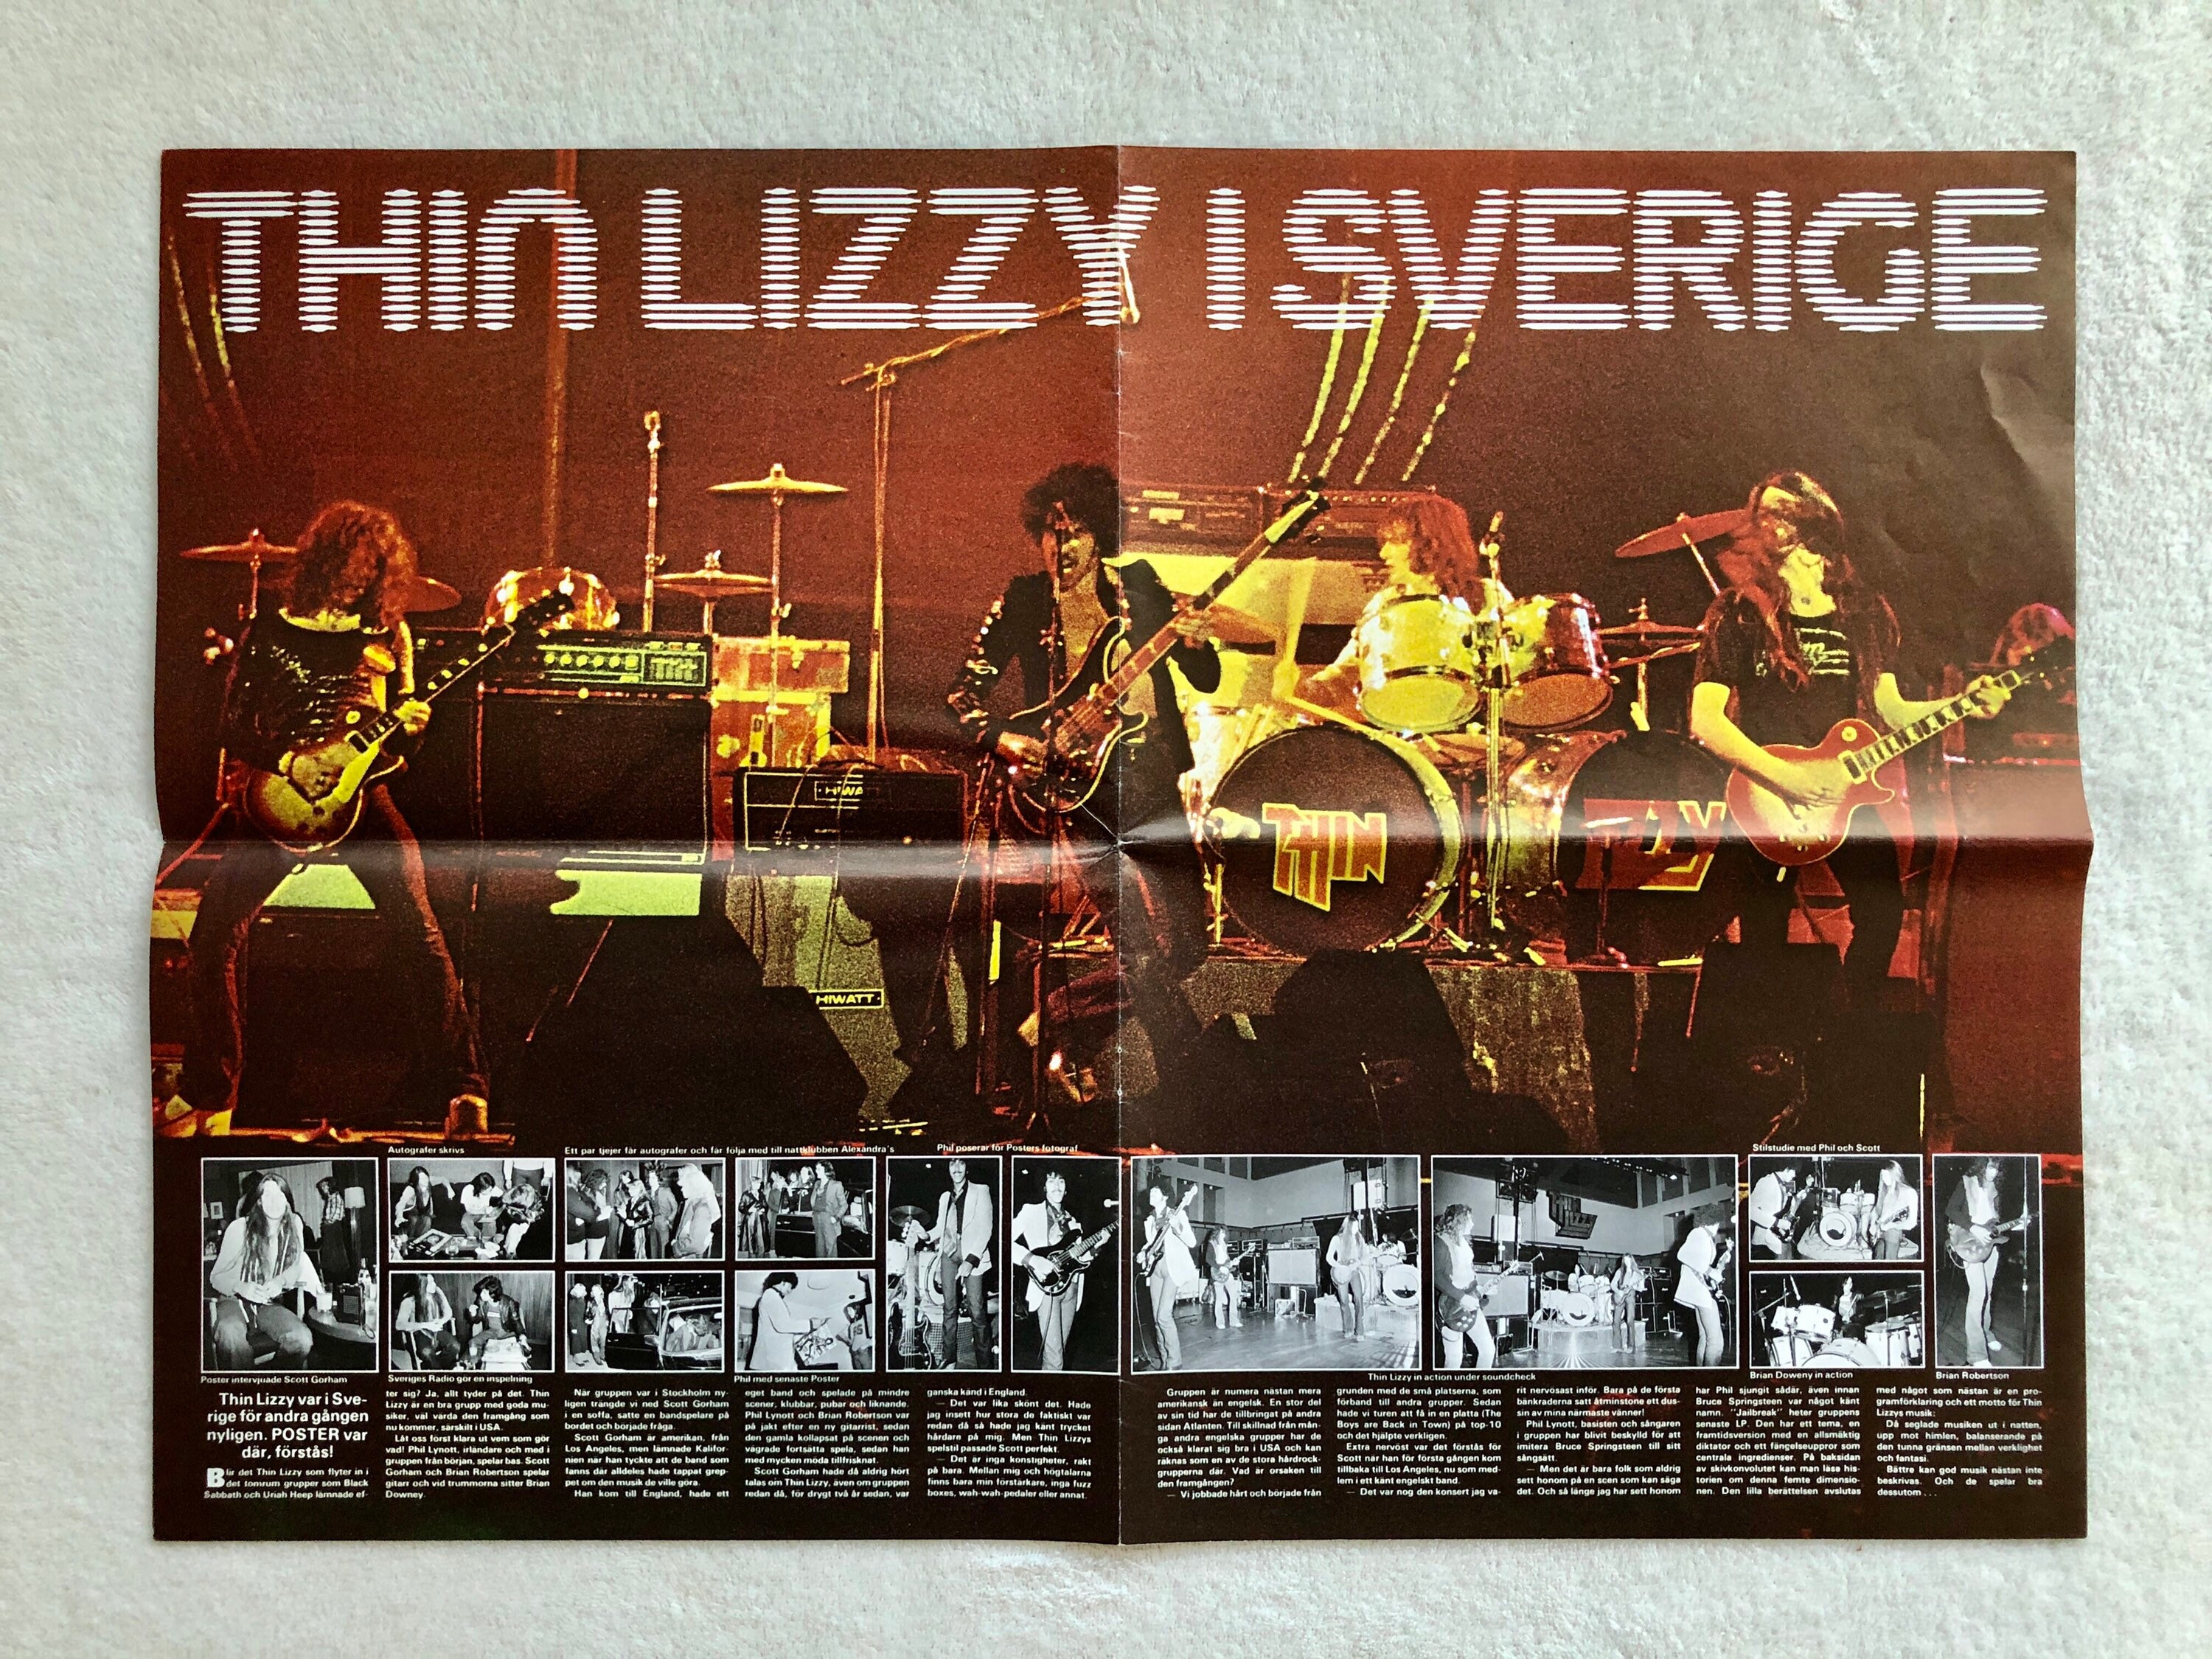 THIN LIZZY I SVERIGE
HIWA
THIN
HIWATT
Autografer skrivs
Ett par tjejer får autografer och får följa med till nattklubben Alexandra's
Phil poserar för Posters fotograf
Stilstudie med Phil och Scott
Poster intervjuade Scott Gorham
Sveriges Radio gör en inspelning
Phil med senaste Poster
Thin Lizzy in action under soundcheck
Brian Doweny in action
Brian Robertson
Thin Lizzy var i Sve-
rige för andra gången
nyligen. POSTER var
där, förstås!
Blir det Thin Lizzy som flyter in i
det tomrum grupper som Black
Sabbath och Uriah Heep lämnade ef-
ter sig? Ja, allt tyder på det. Thin
Lizzy är en bra grupp med goda mu-
siker, väl värda den framgång som
nu kommer, särskilt i USA.
Låt oss först klara ut vem som gör
vad! Phil Lynott, irländare och med i
gruppen från början, spelar bas. Scott
Gorham och Brian Robertson spelar
gitarr och vid trummorna sitter Brian
Downey.
När gruppen var i Stockholm ny-
ligen trängde vi ned Scott Gorham
i en soffa, satte en bandspelare på
bordet och började fråga.
Scott Gorham är amerikan, från
Los Angeles, men lämnade Kalifor-
nien när han tyckte att de band som
fanns där alldeles hade tappat grep-
pet om den musik de ville göra.
Han kom till England, hade ett
eget band och spelade på mindre
scener, klubbar, pubar och liknande.
Phil Lynott och Brian Robertson var
på jakt efter en ny gitarrist, sedan
den gamla kollapsat på scenen och
vägrade fortsätta spela, sedan han
med mycken möda tillfrisknat.
Scott Gorham hade då aldrig hört
talas om Thin Lizzy, även om gruppen
redan då, för drygt två år sedan, var
ganska känd i England.
— Det var lika skönt det. Hade
jag insett hur stora de faktiskt var
redan då så hade jag känt trycket
hårdare på mig. Men Thin Lizzys
spelstil passade Scott perfekt.
— Det är inga konstigheter, rakt
på bara. Mellan mig och högtalarna
finns bara min förstärkare, inga fuzz
boxes, wah-wah-pedaler eller annat.
Gruppen är numera nästan mera
amerikansk än engelsk. En stor del
av sin tid har de tillbringat på andra
sidan Atlanten. Till skillnad från mån-
ga andra engelska grupper har de
också klarat sig bra i USA och kan
räknas som en av de stora hårdrock-
grupperna där. Vad är orsaken till
den framgången?
— Vi jobbade hårt och började från
grunden med de små platserna, som
förband till andra grupper. Sedan
hade vi turen att få in en platta (The
Boys are Back in Town) på top-10
och det hjälpte verkligen.
Extra nervöst var det förstås för
Scott när han för första gången kom
tillbaka till Los Angeles, nu som med-
lem i ett känt engelskt band.
— Det var nog den konsert jag va-
rit nervösast inför. Bara på de första
bänkraderna satt åtminstone ett dus-
sin av mina närmaste vänner!
Phil Lynott, basisten och sångaren
i gruppen har blivit beskylld för att
imitera Bruce Springsteen till sitt
sångsätt.
— Men det är bara folk som aldrig
sett honom på en scen som kan säga
det. Och så länge jag har sett honom
har Phil sjungit sådär, även innan
Bruce Springsteen var något känt
namn. "Jailbreak" heter gruppens
senaste LP. Den har ett tema, en
framtidsversion med en allsmäktig
diktator och ett fängelseuppror som
centrala ingredienser. På baksidan
av skivkonvolutet kan man läsa his-
torien om denna femte dimensio-
nen. Den lilla berättelsen avslutas
med något som nästan är en pro-
gramförklaring och ett motto för Thin
Lizzys musik:
Då seglade musiken ut i natten,
upp mot himlen, balanserande på
den tunna gränsen mellan verklighet
och fantasi.
Bättre kan god musik nästan inte
beskrivas. Och de spelar bra
dessutom . . .